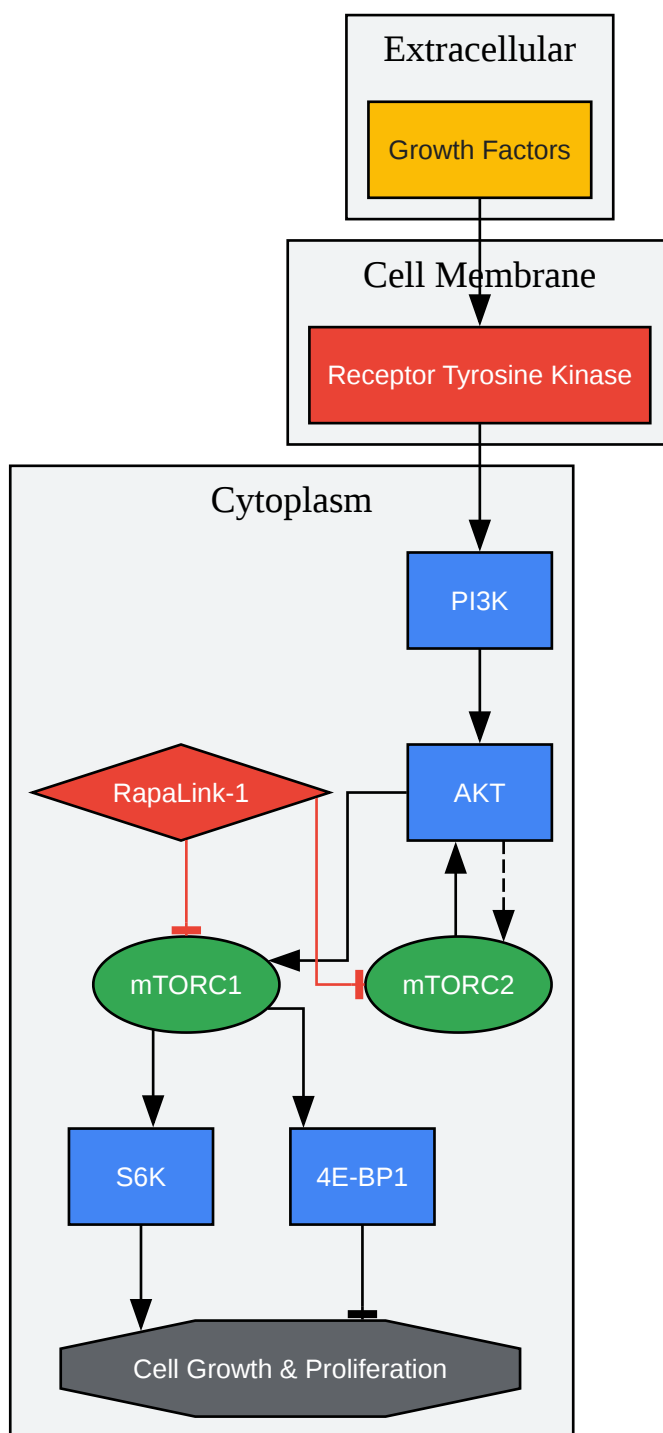 Extracellular
Growth Factors
Cell Membrane
Receptor Tyrosine Kinase
Cytoplasm
PI3K
RapaLink-1
AKT
mTORC1
mTORC2
S6K
4E-BP1
Cell Growth & Proliferation